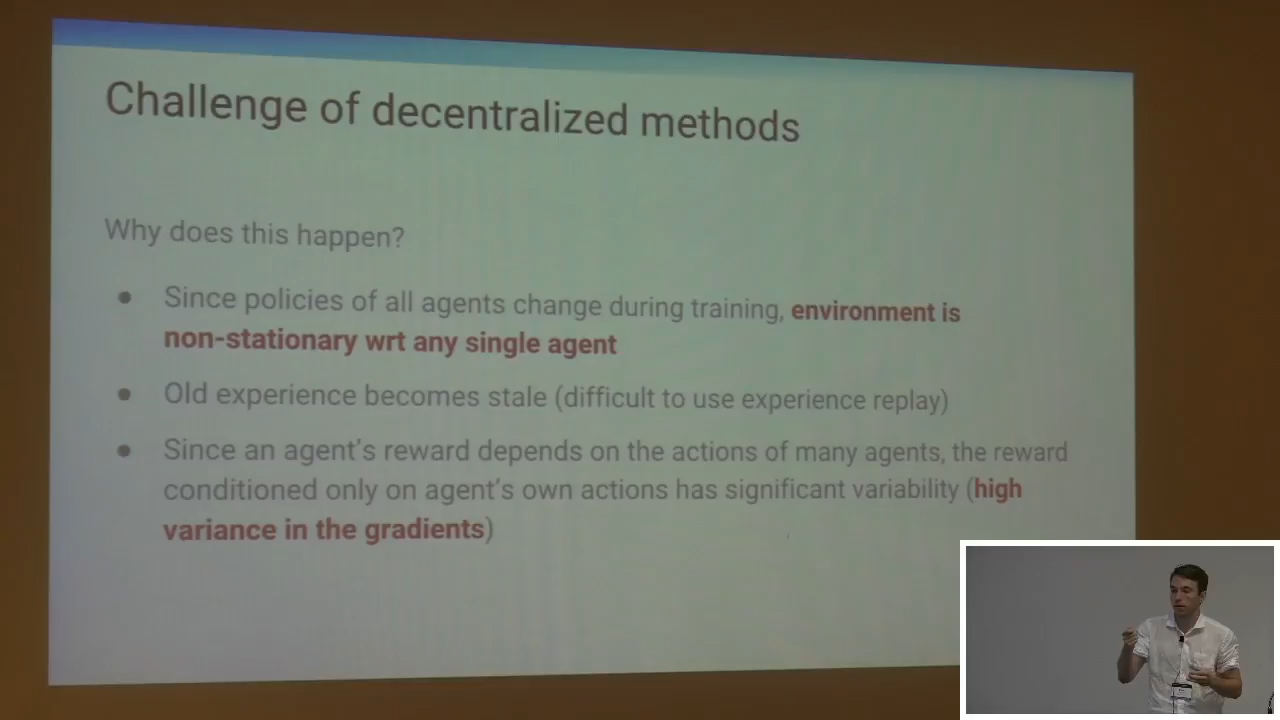 Challenge of decentralized methods
Why does this happen?
● Since policies of all agents change during training, environment is
non-stationary wrt any single agent
● Old experience becomes stale (difficult to use experience replay)
● Since an agent's reward depends on the actions of many agents, the reward
conditioned only on agent's own actions has significant variability (high
variance in the gradients)